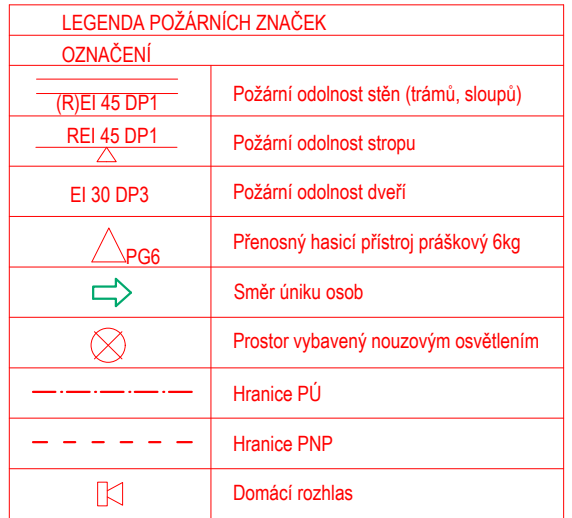 LEGENDA POŽÁRNÍCH ZNAČEK
OZNAČENÍ
(R)EI 45 DP1
Požární odolnost stěn (trámů, sloupů)
REI 45 DP1
Požární odolnost stropu
EI 30 DP3
Požární odolnost dveří
PG6
Přenosný hasicí přístroj práškový 6kg
Směr úniku osob
Prostor vybavený nouzovým osvětlením
Hranice PÚ
Hranice PNP
Domácí rozhlas